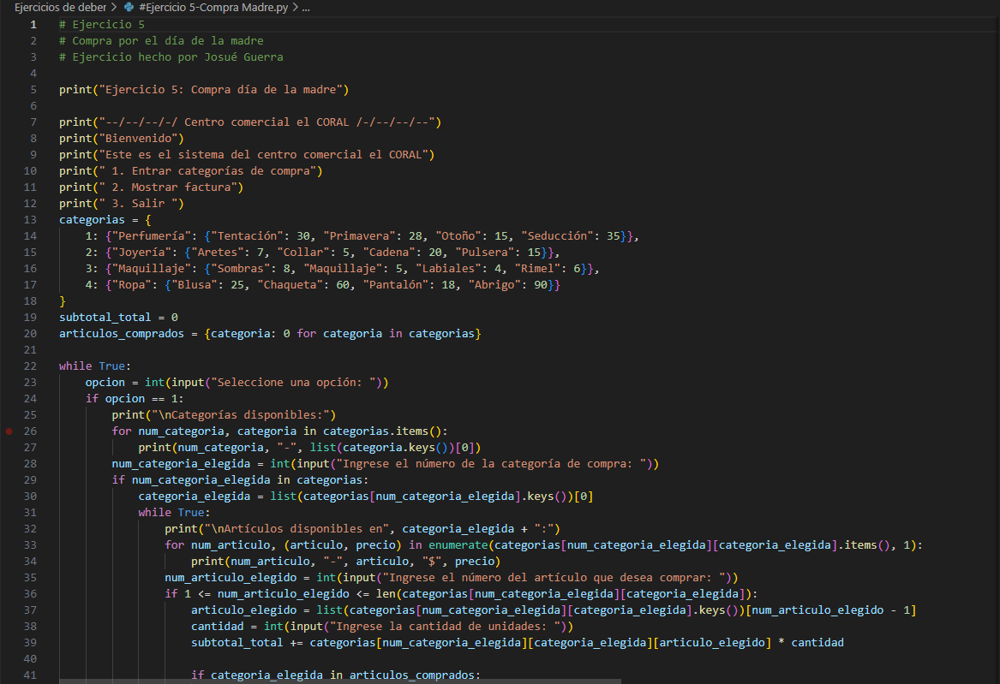 Ejercicios de deber > #Ejercicio 5-Compra Madre.py > ...
1 # Ejercicio 5
2 # Compra por el día de la madre
3 # Ejercicio hecho por Josué Guerra
4
5 print("Ejercicio 5: Compra día de la madre")
6
7 print("--/--/--/-/ Centro comercial el CORAL /-/--/--/--")
8 print("Bienvenido")
9 print("Este es el sistema del centro comercial el CORAL")
10 print(" 1. Entrar categorías de compra")
11 print(" 2. Mostrar factura")
12 print(" 3. Salir ")
13 categorias = {
14     1: {"Perfumería": {"Tentación": 30, "Primavera": 28, "Otoño": 15, "Seducción": 35}},
15     2: {"Joyería": {"Aretes": 7, "Collar": 5, "Cadena": 20, "Pulsera": 15}},
16     3: {"Maquillaje": {"Sombras": 8, "Maquillaje": 5, "Labiales": 4, "Rimel": 6}},
17     4: {"Ropa": {"Blusa": 25, "Chaqueta": 60, "Pantalón": 18, "Abrigo": 90}}
18 }
19 subtotal_total = 0
20 articulos_comprados = {categoria: 0 for categoria in categorias}
21
22 while True:
23     opcion = int(input("Seleccione una opción: "))
24     if opcion == 1:
25         print("\nCategorías disponibles:")
26         for num_categoria, categoria in categorias.items():
27             print(num_categoria, "-", list(categoria.keys())[0])
28         num_categoria_elegida = int(input("Ingrese el número de la categoría de compra: "))
29         if num_categoria_elegida in categorias:
30             categoria_elegida = list(categorias[num_categoria_elegida].keys())[0]
31             while True:
32                 print("\nArtículos disponibles en", categoria_elegida + ":")
33                 for num_articulo, (articulo, precio) in enumerate(categorias[num_categoria_elegida][categoria_elegida].items(), 1):
34                     print(num_articulo, "-", articulo, "$", precio)
35                 num_articulo_elegido = int(input("Ingrese el número del artículo que desea comprar: "))
36                 if 1 <= num_articulo_elegido <= len(categorias[num_categoria_elegida][categoria_elegida]):
37                     articulo_elegido = list(categorias[num_categoria_elegida][categoria_elegida].keys())[num_articulo_elegido - 1]
38                     cantidad = int(input("Ingrese la cantidad de unidades: "))
39                     subtotal_total += categorias[num_categoria_elegida][categoria_elegida][articulo_elegido] * cantidad
40
41                     if categoria_elegida in articulos_comprados: